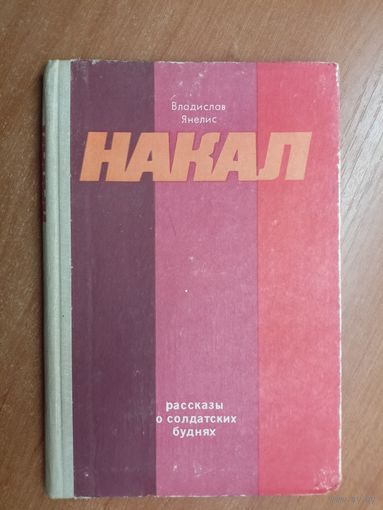 Владислав
Янелис
НАКАЛ
рассказы
о солдатских
буднях